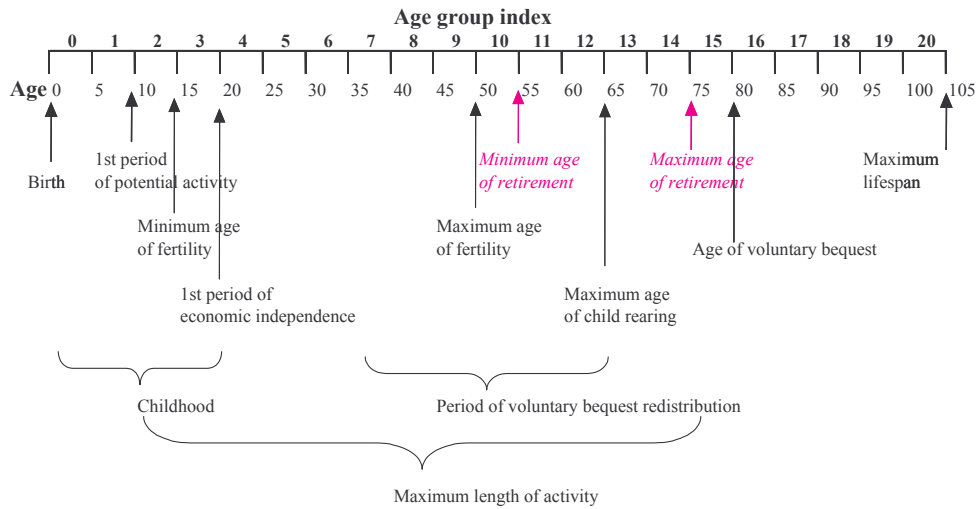 Age group index
0 1 2 3 4 5 6 7 8 9 10 11 12 13 14 15 16 17 18 19 20
Age 0 5 10 15 20 25 30 35 40 45 50 55 60 65 70 75 80 85 90 95 100 105
Birth
1st period
of potential activity
Minimum age
of retirement
Maximum age
of retirement
Maximum
lifespan
Minimum age
of fertility
Maximum age
of fertility
Age of voluntary bequest
1st period of
economic independence
Maximum age
of child rearing
Childhood
Period of voluntary bequest redistribution
Maximum length of activity